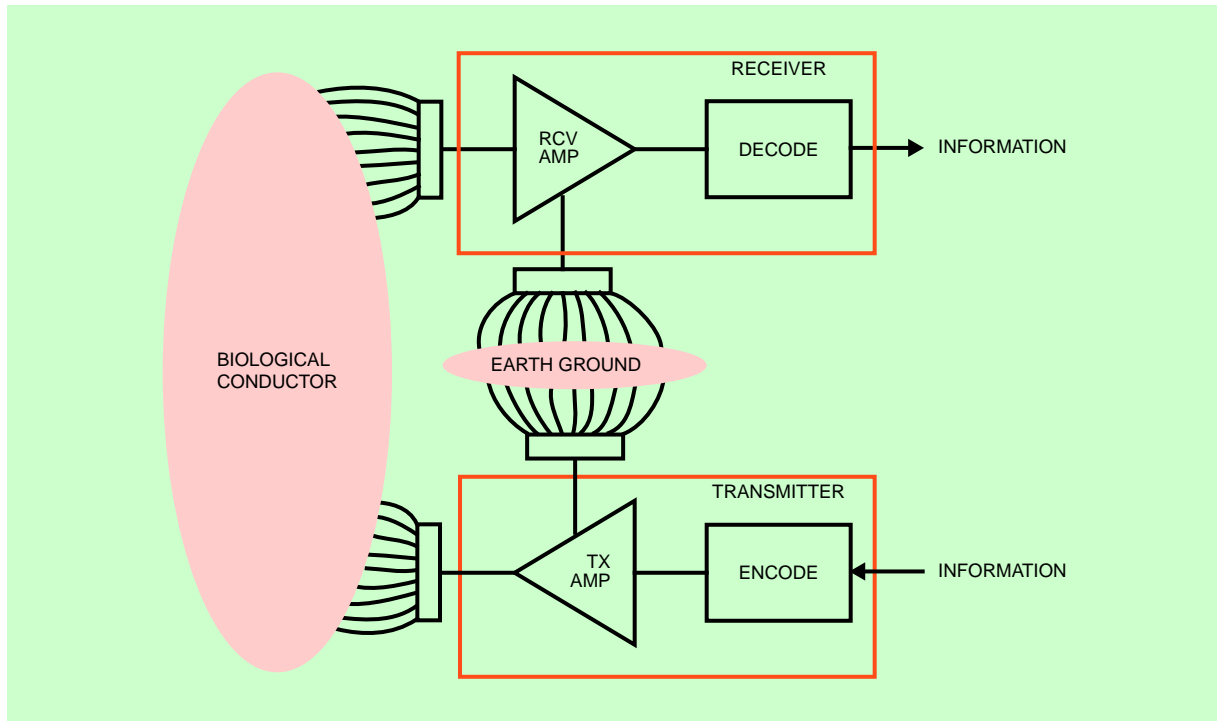 RECEIVER
RCV
AMP
DECODE
INFORMATION
BIOLOGICAL
CONDUCTOR
EARTH GROUND
TRANSMITTER
TX
AMP
ENCODE
INFORMATION